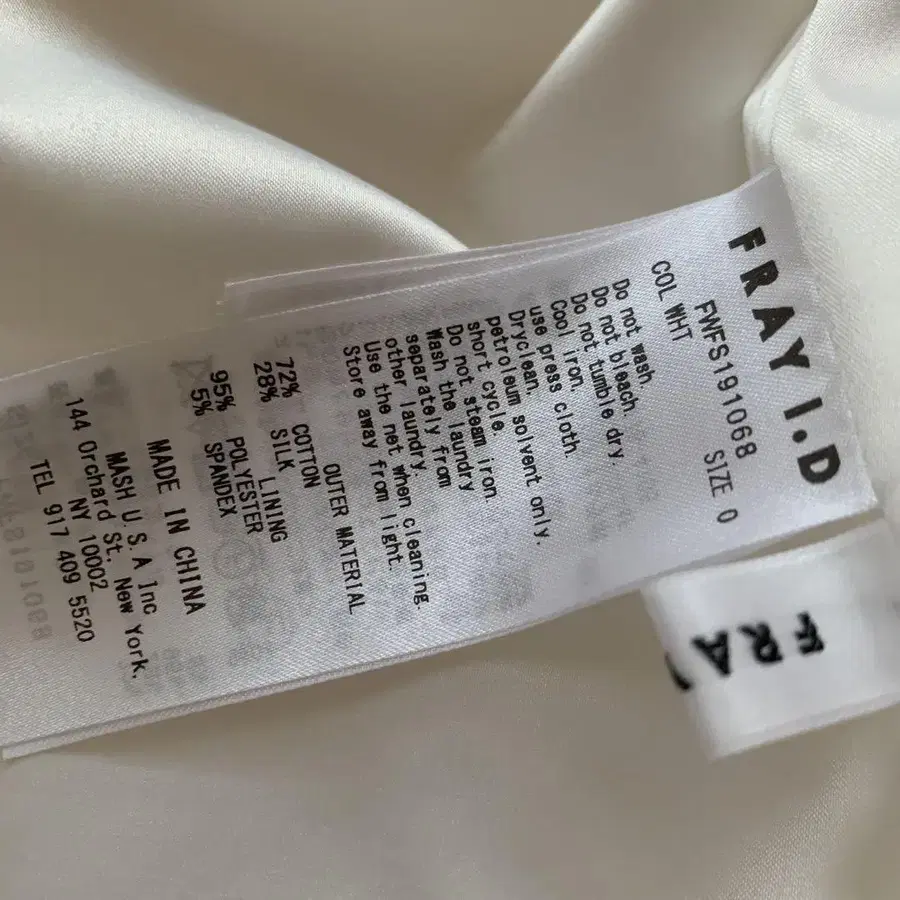 FRAY I.D
FWFS191068 SIZE 0
COL WHT
Do not wash.
Do not bleach.
Do not tumble dry.
Cool iron.
use press cloth
Dryclean.
petroleum solvent only.
short cycle.
Do not steam iron
Wash the laundry
separately from
other laundry.
Use the net when cleaning.
Store away from light.
OUTER MATERIAL
72% COTTON
28% SILK
LINING
95% POLYESTER
5% SPANDEX
MADE IN CHINA
MASH U.S.A Inc
144 Orchard St. New York,
NY 10002
TEL 917 409 5520
FRA